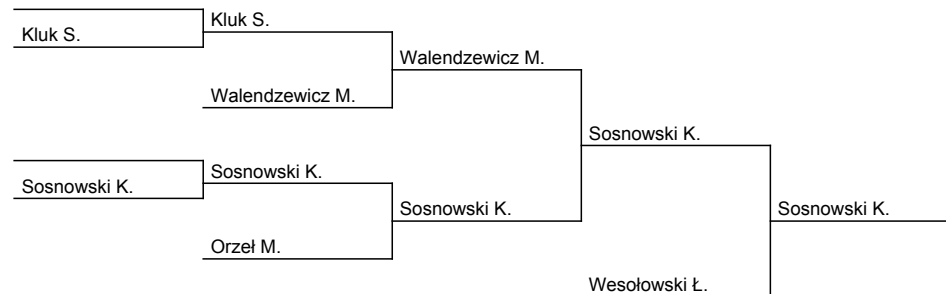 Kluk S.
Kluk S.
Walendzewicz M.
Walendzewicz M.
Sosnowski K.
Sosnowski K.
Sosnowski K.
Sosnowski K.
Sosnowski K.
Orzeł M.
Wesołowski Ł.